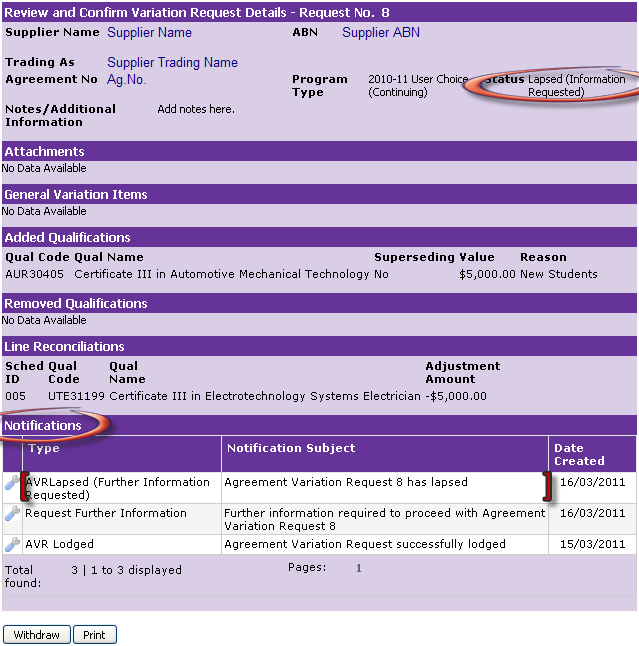 Review and Confirm Variation Request Details - Request No. 8
Supplier Name Supplier Name ABN Supplier ABN
Trading As Supplier Trading Name
Agreement No Ag.No. Program Type 2010-11 User Choice (Continuing) Status Lapsed (Information Requested)
Notes/Additional Information Add notes here.
Attachments
No Data Available
General Variation Items
No Data Available
Added Qualifications
Qual Code Qual Name Superseding Value Reason
AUR30405 Certificate III in Automotive Mechanical Technology No $5,000.00 New Students
Removed Qualifications
No Data Available
Line Reconciliations
Sched ID Qual Code Qual Name Adjustment Amount
005 UTE31199 Certificate III in Electrotechnology Systems Electrician -$5,000.00
Notifications
Type Notification Subject Date Created
AVRLapsed (Further Information Requested) Agreement Variation Request 8 has lapsed 16/03/2011
Request Further Information Further information required to proceed with Agreement Variation Request 8 16/03/2011
AVR Lodged Agreement Variation Request successfully lodged 15/03/2011
Total found: 3 | 1 to 3 displayed Pages: 1
Withdraw Print